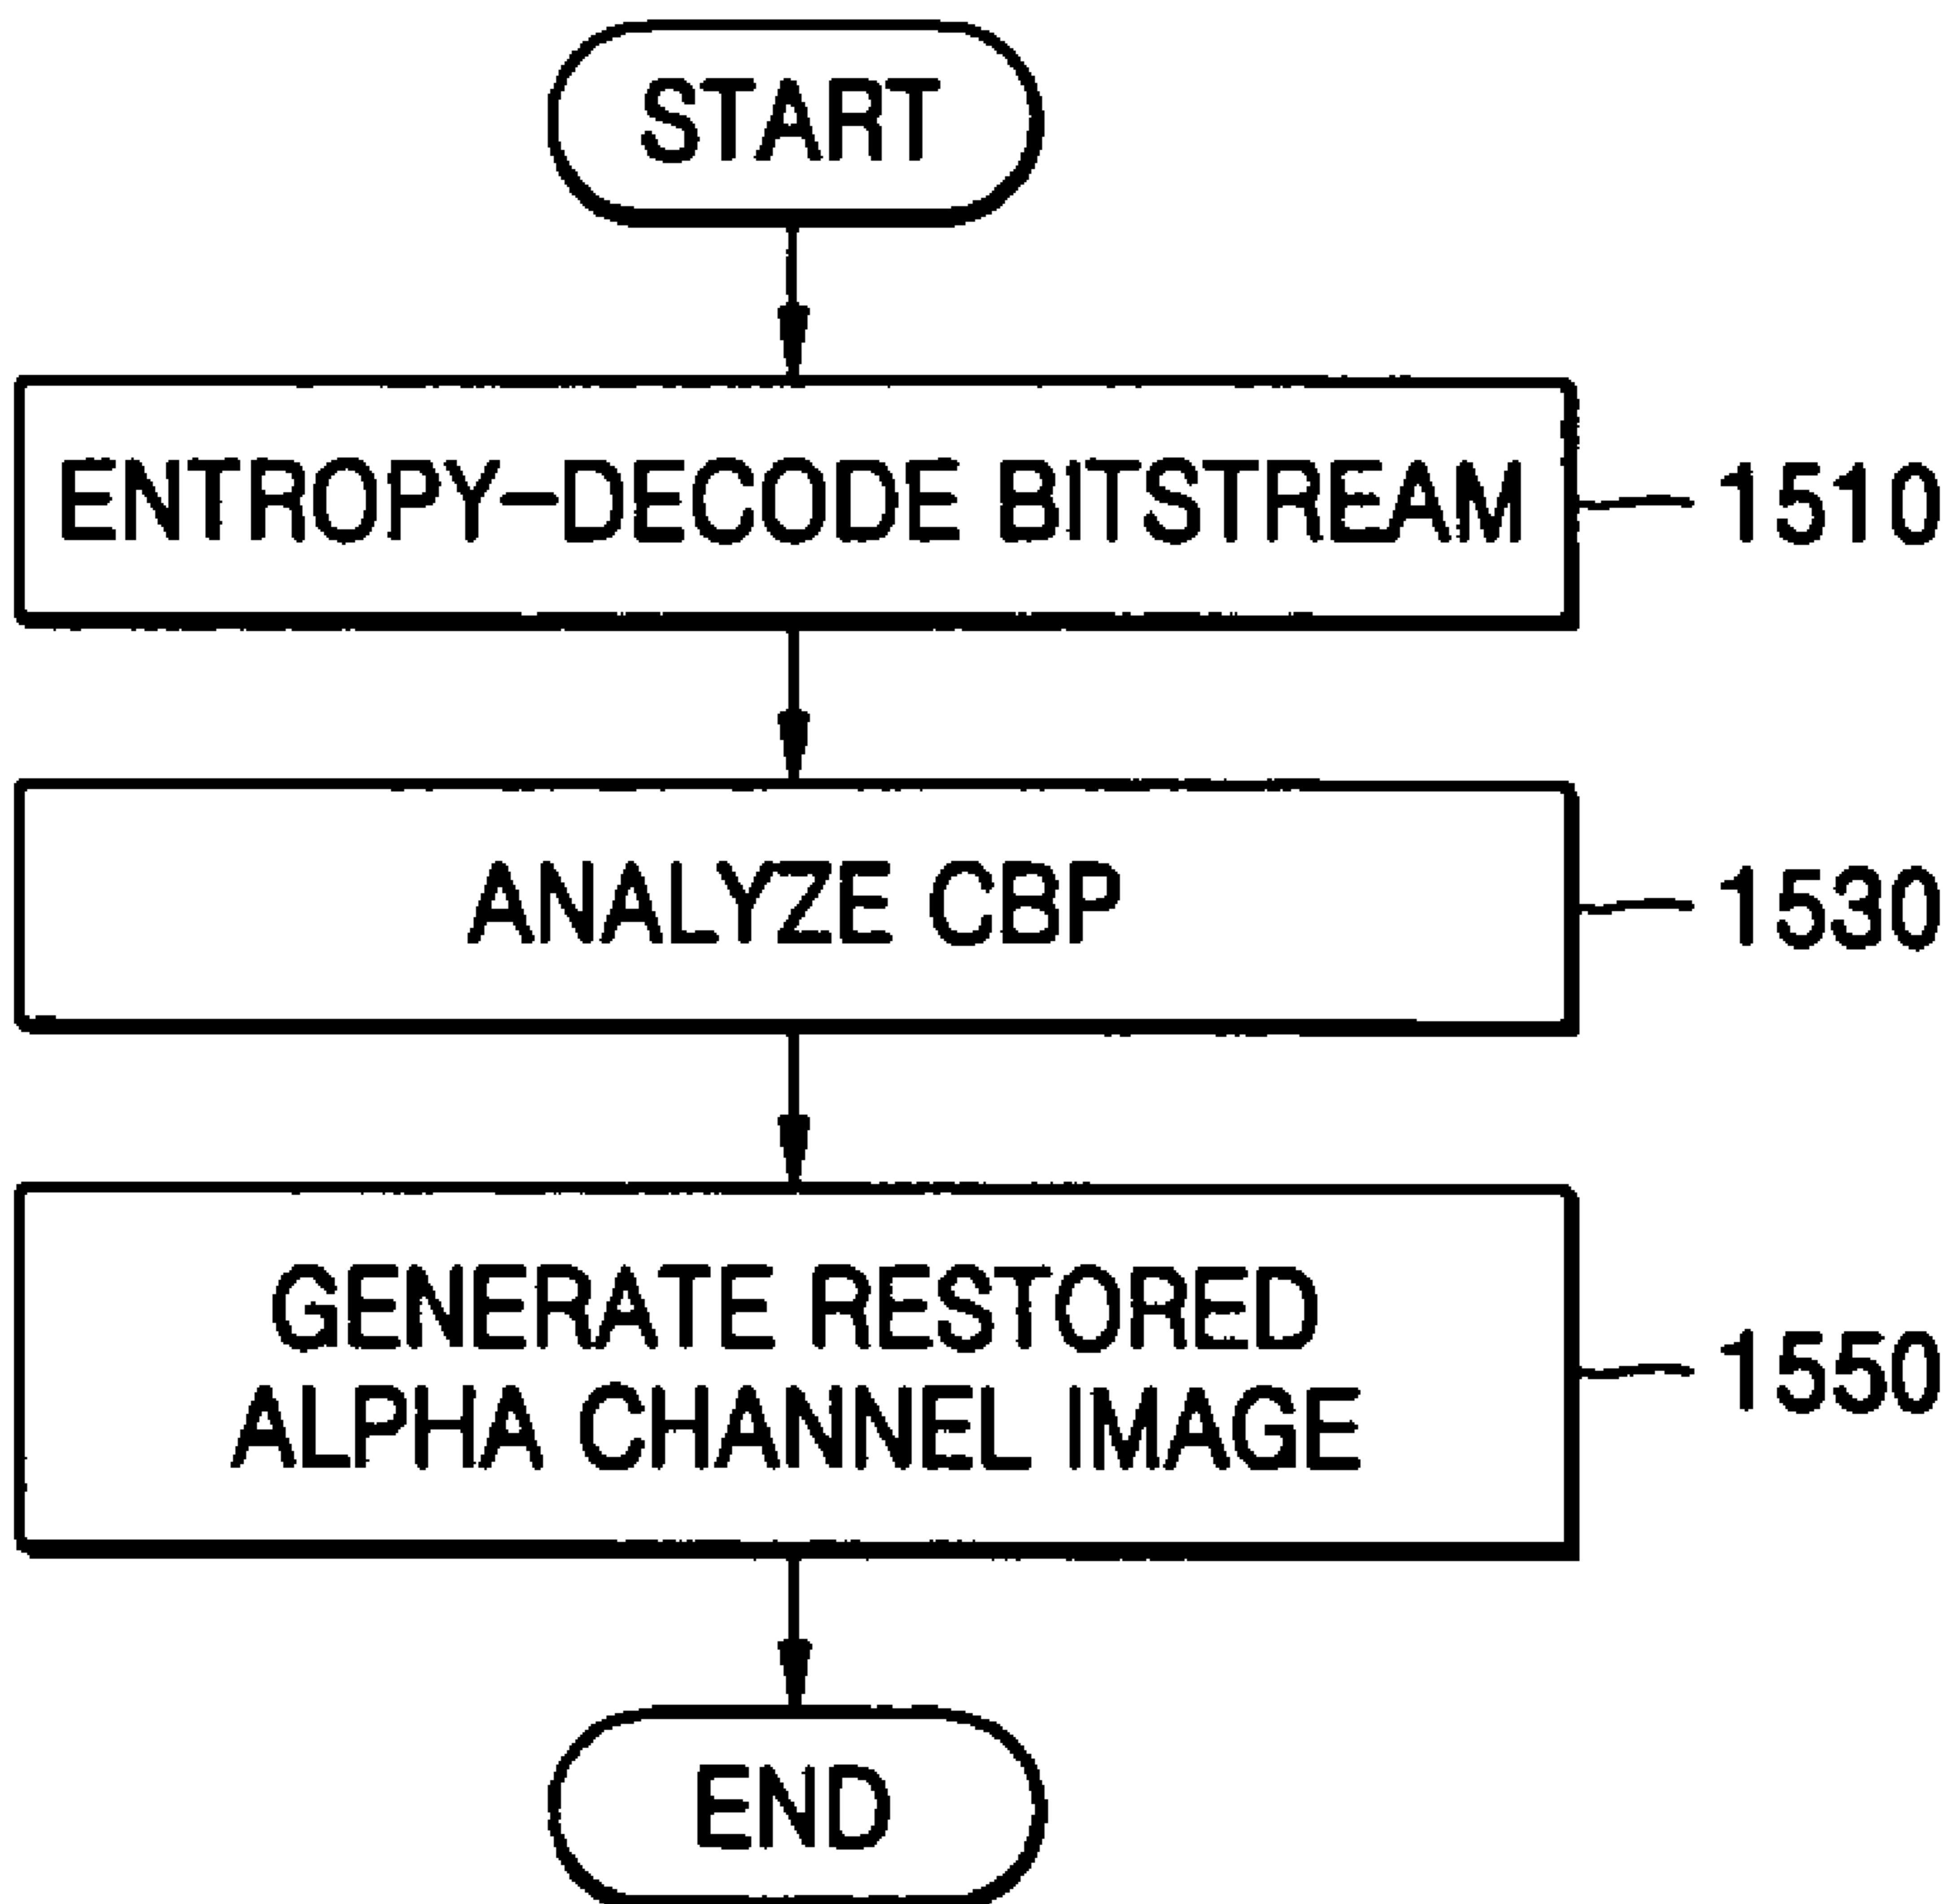 START
ENTROPY-DECODE BITSTREAM
1510
ANALYZE CBP
1530
GENERATE RESTORED
ALPHA CHANNEL IMAGE
1550
END